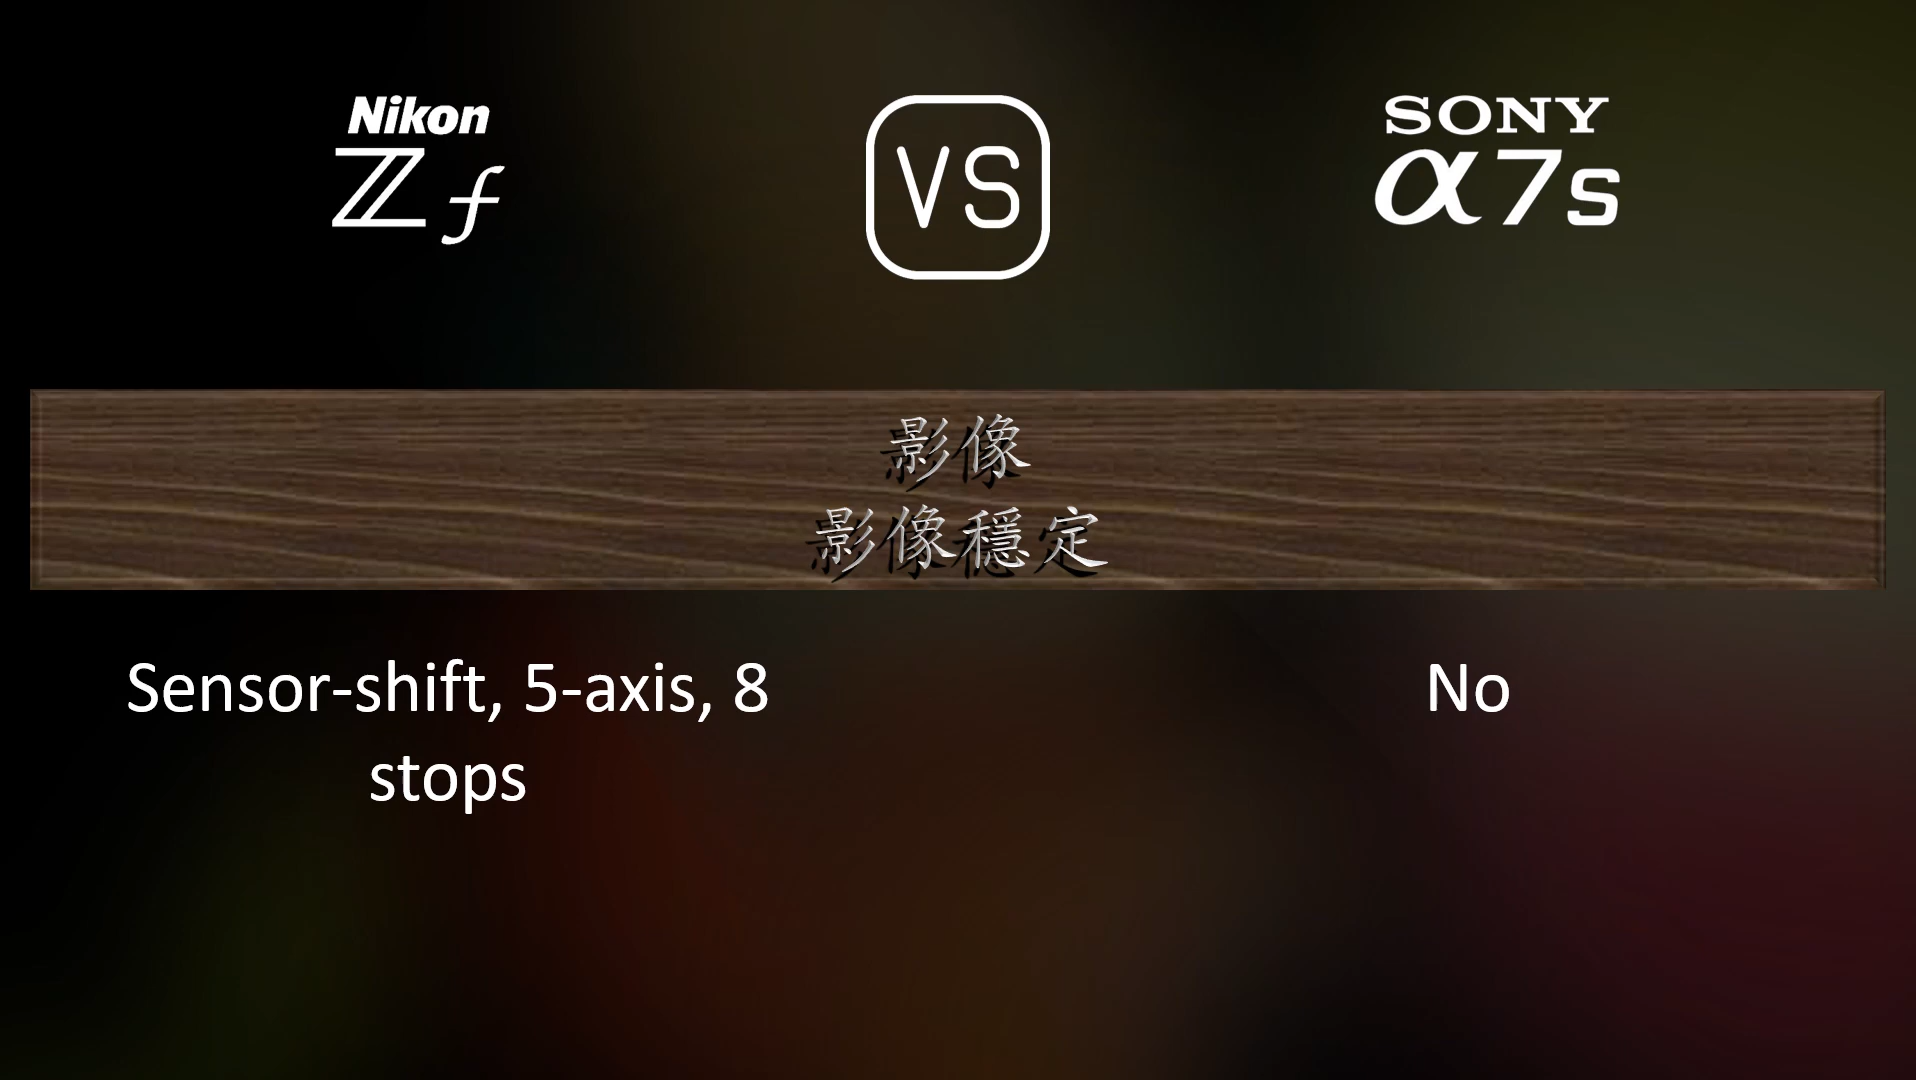 Nikon
Z f
VS
SONY
α7s
影像
影像穩定
Sensor-shift, 5-axis, 8
stops
No